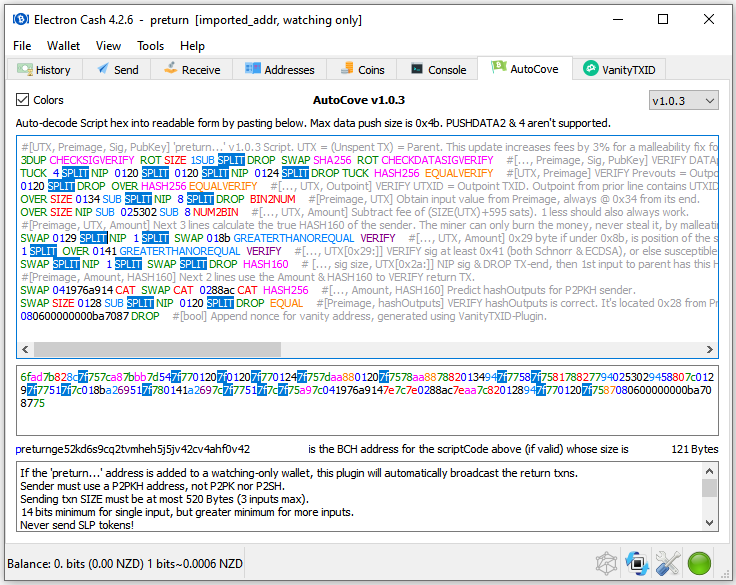 Electron Cash 4.2.6 - preturn [imported_addr, watching only]
File Wallet View Tools Help
History Send Receive Addresses Coins Console AutoCove VanityTXID
Colors AutoCove v1.0.3 v1.0.3
Auto-decode Script hex into readable form by pasting below. Max data push size is 0x4b. PUSHDATA2 & 4 aren't supported.
#[UTX, Preimage, Sig, PubKey] 'preturn...' v1.0.3 Script. UTX = (Unspent TX) = Parent. This update increases fees by 3% for a malleability fix fo
3DUP CHECKSIGVERIFY ROT SIZE 1SUB SPLIT DROP SWAP SHA256 ROT CHECKDATASIGVERIFY #[..., Preimage, Sig, PubKey] VERIFY DATAp
TUCK 4 SPLIT NIP 0120 SPLIT 0120 SPLIT NIP 0124 SPLIT DROP TUCK HASH256 EQUALVERIFY #[UTX, Preimage] VERIFY Prevouts = Outpo
0120 SPLIT DROP OVER HASH256 EQUALVERIFY #[..., UTX, Outpoint] VERIFY UTXID = Outpoint TXID. Outpoint from prior line contains UTXID
OVER SIZE 0134 SUB SPLIT NIP 8 SPLIT DROP BIN2NUM #[Preimage, UTX] Obtain input value from Preimage, always @ 0x34 from its end.
OVER SIZE NIP SUB 025302 SUB 8 NUM2BIN #[..., UTX, Amount] Subtract fee of (SIZE(UTX)+595 sats). 1 less should also always work.
#[Preimage, UTX, Amount] Next 3 lines calculate the true HASH160 of the sender. The miner can only burn the money, never steal it, by malleati
SWAP 0129 SPLIT NIP 1 SPLIT SWAP 018b GREATERTHANOREQUAL VERIFY #[..., Amount, UTX] 0x29 byte if under 0x8b, is position of the s
1 SPLIT OVER 0141 GREATERTHANOREQUAL VERIFY #[..., UTX[0x29:]] VERIFY sig at least 0x41 (both Schnorr & ECDSA), or else susceptible
SWAP SPLIT NIP 1 SPLIT SWAP SPLIT DROP HASH160 #[..., sig size, UTX[0x2a:]] NIP sig & DROP TX-end, then 1st input to parent has this H
#[Preimage, Amount, HASH160] Next 2 lines & HASH160 instance VERIFY return TX.
SWAP 041976a914 CAT SWAP CAT 0288ac CAT #[..., Amount, HASH160] Predict hashOutputs for P2PKH sender.
SWAP SIZE 0128 SUB SPLIT NIP 0120 SPLIT DROP EQUAL #[Preimage, hashOutputs] VERIFY hashOutputs is correct. It's located 0x28 from Pr
080600000000ba7087 DROP #[bool] Append nonce for vanity address, generated using VanityTXID-Plugin.
6fad7b828c7f757ca87bbb7d547f7701207f01207f7701247f757daa8801207f7578aa8878820134947f77587f758178827794025302945880​7c012
97f77517f7c018ba269517f780141a2697c7f77517f7c7f75a97c041976a9147e7c7e0288ac7eaa7c820128947f7701207f7587080600000000ba70
8775
preturnge52kd6s9cq2tvmheh5j5jv42cv4ahf0v42 is the BCH address for the scriptCode above (if valid) whose size is 121 Bytes
If the 'preturn...' address is added to a watching-only wallet, this plugin will automatically broadcast the return txns.
Sender must use a P2PKH address, not P2PK nor P2SH.
Sending txn SIZE must be at most 520 Bytes (3 inputs max).
14 bits minimum for single input, but greater minimum for more inputs.
Never send SLP tokens!
Balance: 0. bits (0.00 NZD) 1 bits~0.0006 NZD